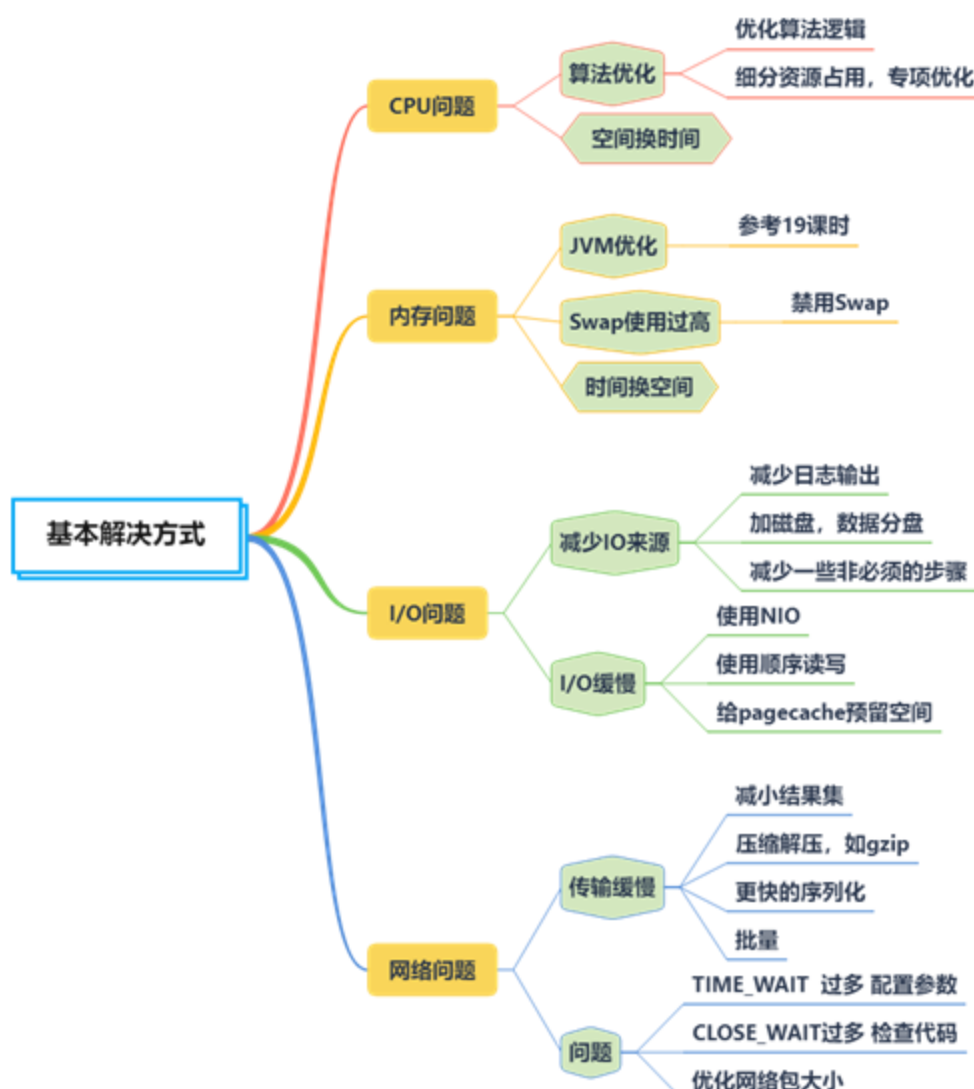 基本解决方式
CPU问题
算法优化
优化算法逻辑
细分资源占用，专项优化
空间换时间
内存问题
JVM优化
参考19课时
Swap使用过高
禁用Swap
时间换空间
I/O问题
减少IO来源
减少日志输出
加磁盘，数据分盘
减少一些非必须的步骤
I/O缓慢
使用NIO
使用顺序读写
给pagecache预留空间
网络问题
传输缓慢
减小结果集
压缩解压，如gzip
更快的序列化
批量
问题
TIME_WAIT 过多 配置参数
CLOSE_WAIT过多 检查代码
优化网络包大小